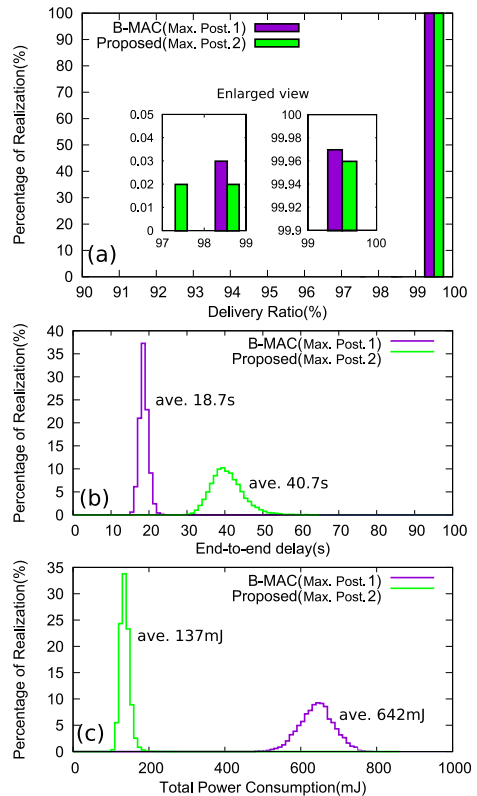 B-MAC(Max. Post. 1)
Proposed(Max. Post. 2)
Enlarged view
0.05
0.04
0.03
0.02
0.01
0
97 98 99
100
99.98
99.96
99.94
99.92
99.9
99 100
Percentage of Realization(%)
100
90
80
70
60
50
40
30
20
10
0
(a)
90 91 92 93 94 95 96 97 98 99 100
Delivery Ratio(%)
B-MAC(Max. Post. 1)
Proposed(Max. Post. 2)
ave. 18.7s
ave. 40.7s
Percentage of Realization(%)
40
35
30
25
20
15
10
5
0
(b)
0 10 20 30 40 50 60 70 80 90 100
End-to-end delay(s)
B-MAC(Max. Post. 1)
Proposed(Max. Post. 2)
ave. 137mJ
ave. 642mJ
Percentage of Realization(%)
35
30
25
20
15
10
5
0
(c)
0 200 400 600 800 1000
Total Power Consumption(mJ)